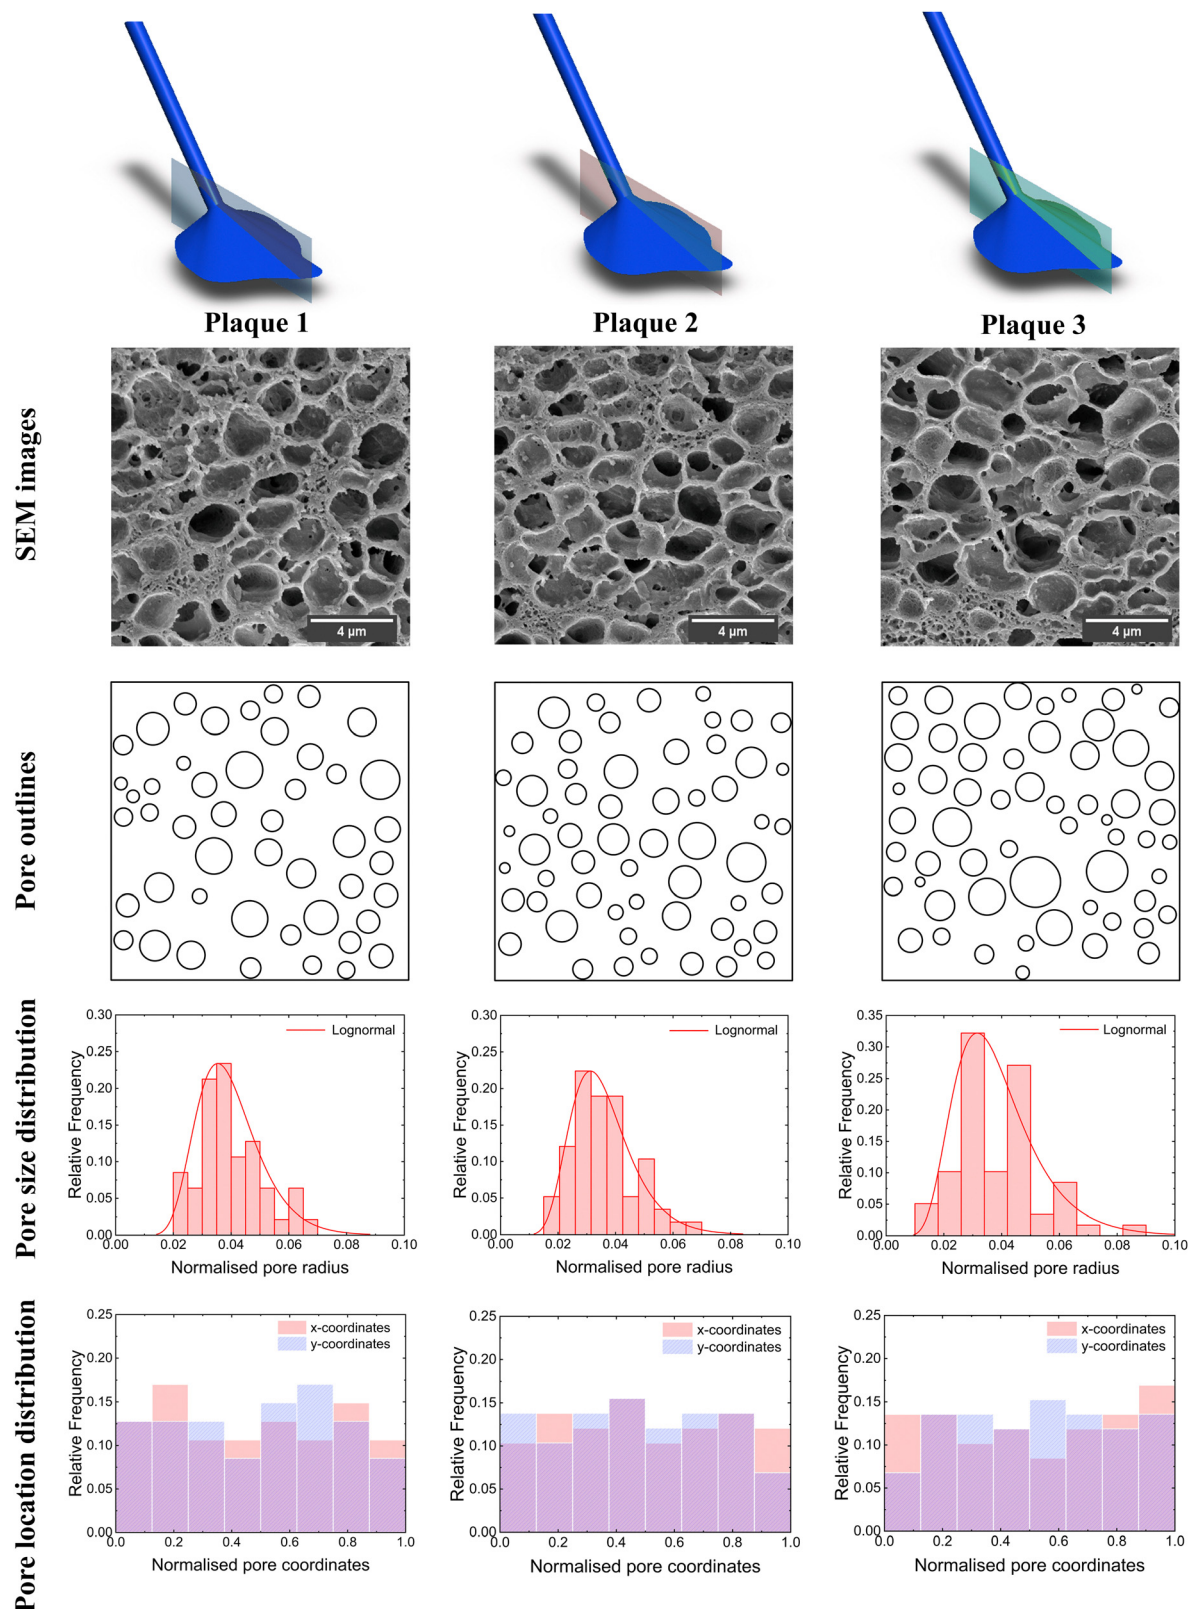 Plaque 1
Plaque 2
Plaque 3
SEM images
4 µm
4 µm
4 µm
Pore outlines
Pore size distribution
Relative Frequency
0.30
0.25
0.20
0.15
0.10
0.05
0.00
Lognormal
0.00 0.02 0.04 0.06 0.08 0.10
Normalised pore radius
Relative Frequency
0.30
0.25
0.20
0.15
0.10
0.05
0.00
Lognormal
0.00 0.02 0.04 0.06 0.08 0.10
Normalised pore radius
Relative Frequency
0.35
0.30
0.25
0.20
0.15
0.10
0.05
0.00
Lognormal
0.00 0.02 0.04 0.06 0.08 0.10
Normalised pore radius
Pore location distribution
Relative Frequency
0.25
0.20
0.15
0.10
0.05
0.00
x-coordinates
y-coordinates
0.0 0.2 0.4 0.6 0.8 1.0
Normalised pore coordinates
Relative Frequency
0.25
0.20
0.15
0.10
0.05
0.00
x-coordinates
y-coordinates
0.0 0.2 0.4 0.6 0.8 1.0
Normalised pore coordinates
Relative Frequency
0.25
0.20
0.15
0.10
0.05
0.00
x-coordinates
y-coordinates
0.0 0.2 0.4 0.6 0.8 1.0
Normalised pore coordinates